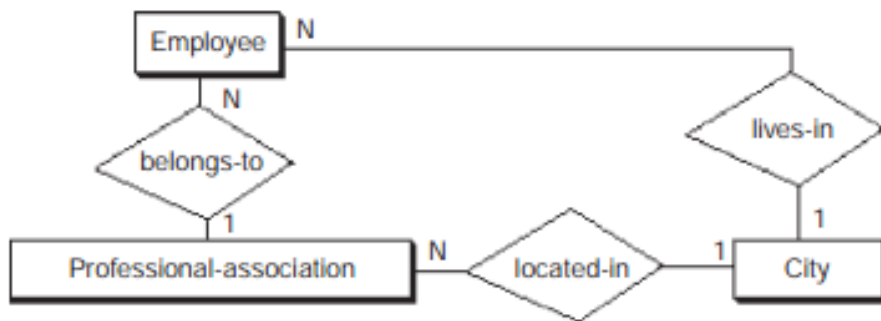 Employee
N
N
lives-in
belongs-to
1
1
Professional-association
N
located-in
1
City